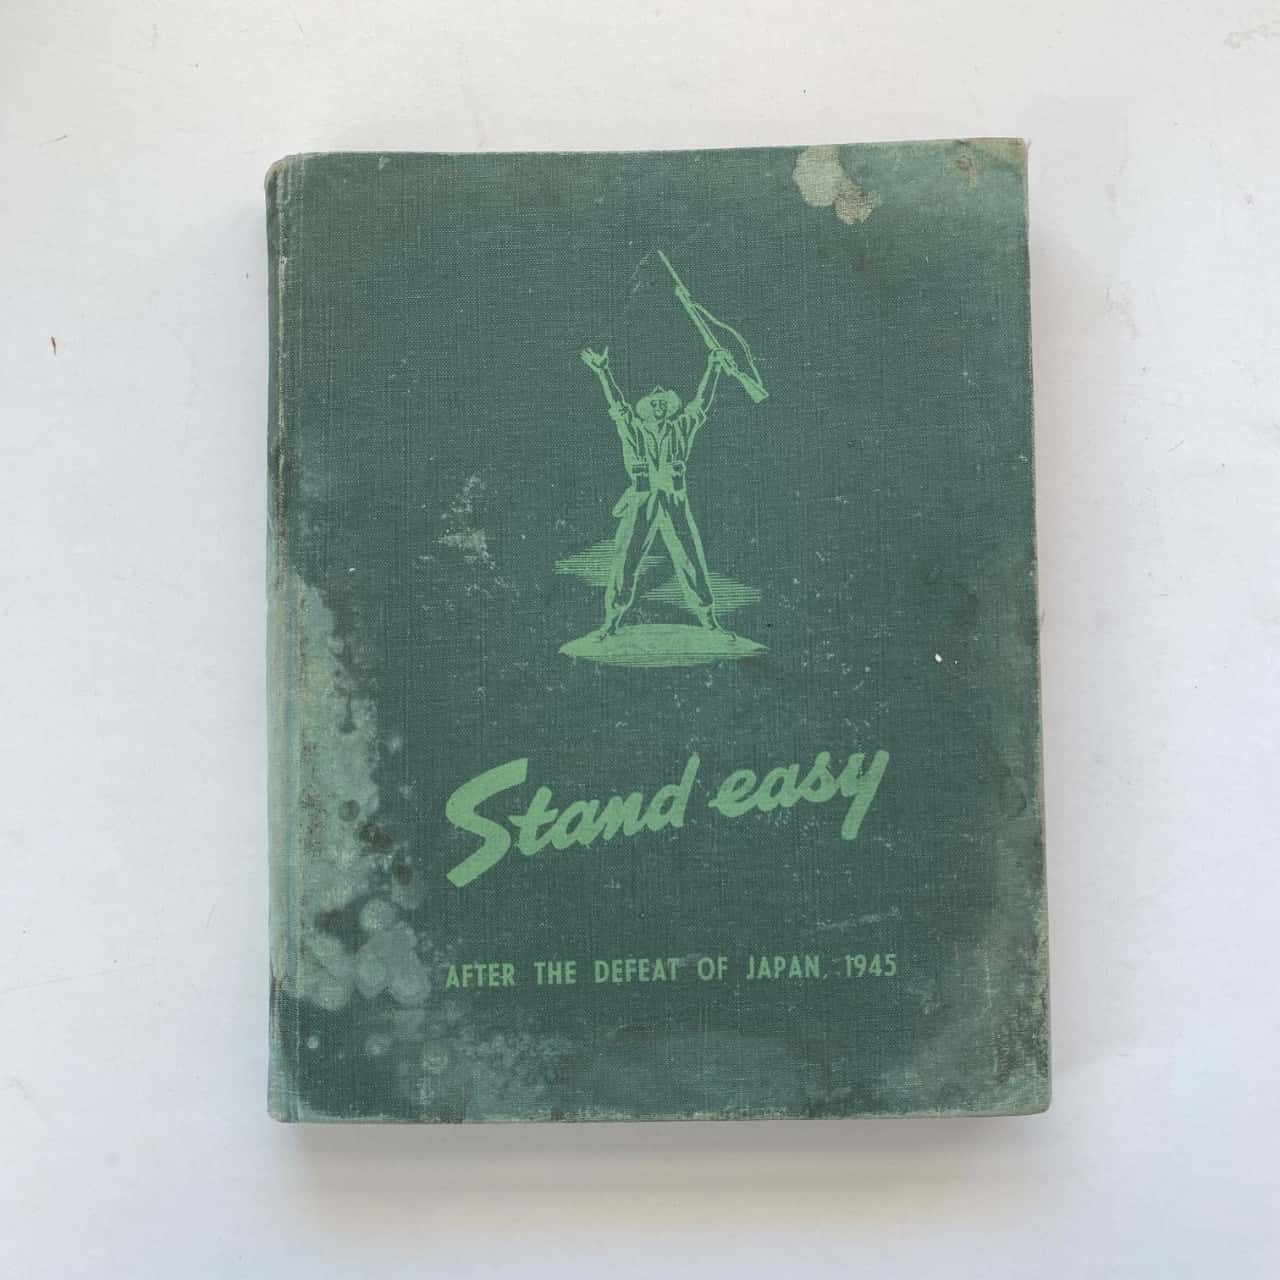 Stand easy
AFTER THE DEFEAT OF JAPAN, 1945